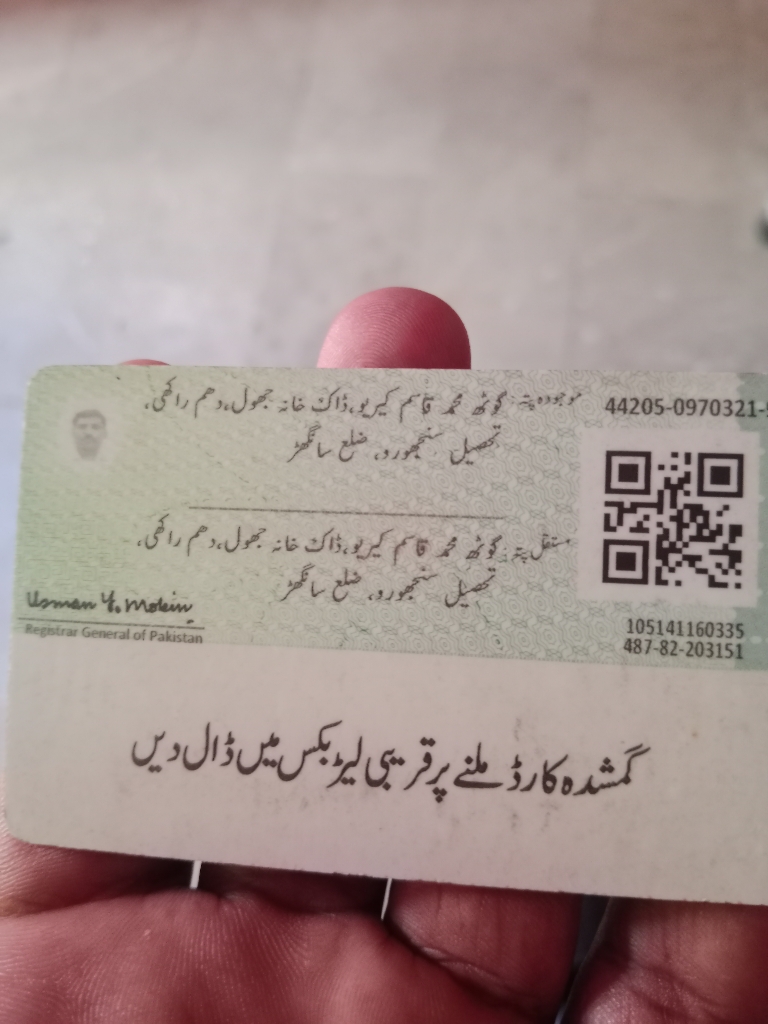 موجودہ پتہ: گوٹھ محمد قاسم کیریو، ڈاک خانہ جھول، دھم راکھی،
تحصیل سنجھورو، ضلع سانگھڑ
44205-0970321-
مستقل پتہ: گوٹھ محمد قاسم کیریو، ڈاک خانہ جھول، دھم راکھی،
تحصیل سنجھورو، ضلع سانگھڑ
Usman Y. Mobin
Registrar General of Pakistan
105141160335
487-82-203151
گمشدہ کارڈ ملنے پر قریبی لیٹر بکس میں ڈال دیں